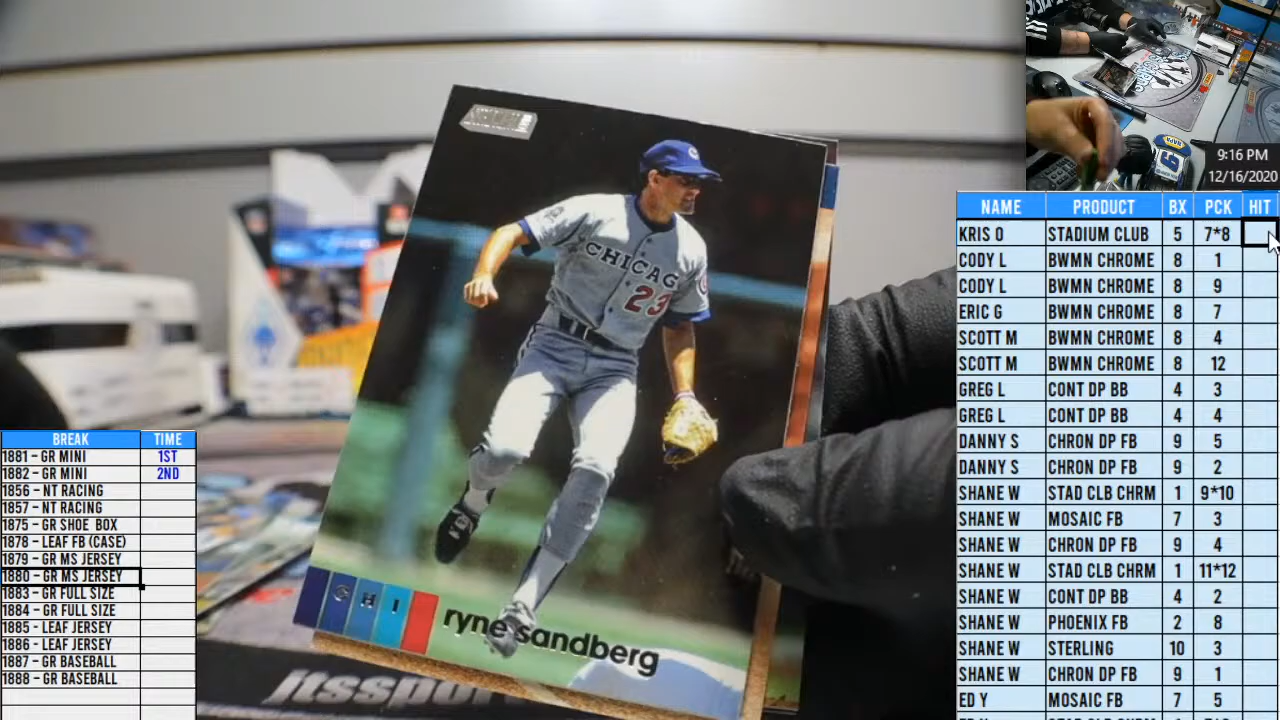 9:16 PM
12/16/2020
NAME PRODUCT BX PCK HIT
KRIS O STADIUM CLUB 5 7*8
CODY L BWMN CHROME 8 1
CODY L BWMN CHROME 8 9
ERIC G BWMN CHROME 8 7
SCOTT M BWMN CHROME 8 4
SCOTT M BWMN CHROME 8 12
GREG L CONT DP BB 4 3
GREG L CONT DP BB 4 4
DANNY S CHRON DP FB 9 5
DANNY S CHRON DP FB 9 2
SHANE W STAD CLB CHRM 1 9*10
SHANE W MOSAIC FB 7 3
SHANE W CHRON DP FB 9 4
SHANE W STAD CLB CHRM 1 11*12
SHANE W CONT DP BB 4 2
SHANE W PHOENIX FB 2 8
SHANE W STERLING 10 3
SHANE W CHRON DP FB 9 1
ED Y MOSAIC FB 7 5
CHICAG
23
CHI
ryne sandberg
jtsspo
BREAK TIME
1881 - GR MINI 1ST
1882 - GR MINI 2ND
1856 - NT RACING
1857 - NT RACING
1875 - GR SHOE BOX
1878 - LEAF FB (CASE)
1879 - GR MS JERSEY
1880 - GR MS JERSEY
1883 - GR FULL SIZE
1884 - GR FULL SIZE
1885 - LEAF JERSEY
1886 - LEAF JERSEY
1887 - GR BASEBALL
1888 - GR BASEBALL